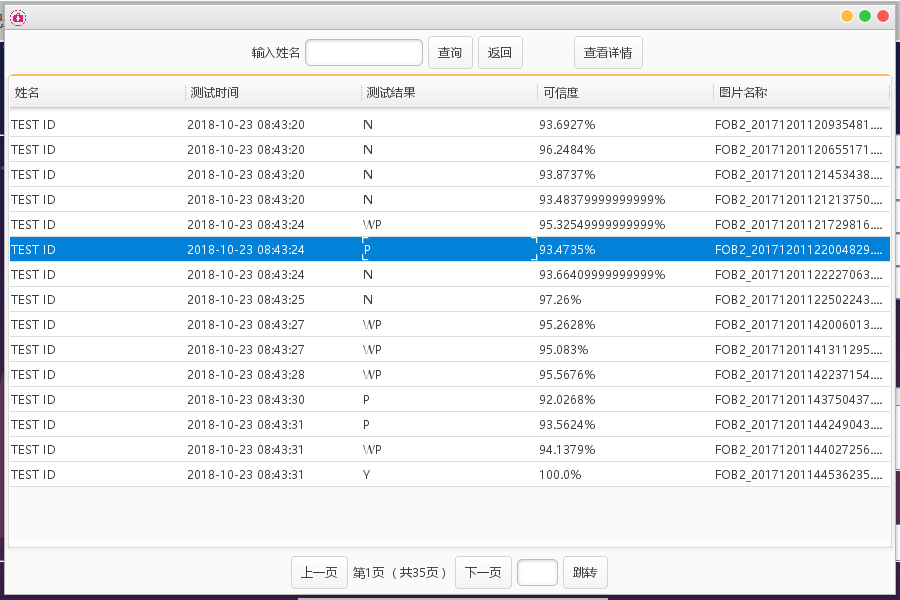 输入姓名 查询 返回 查看详情
姓名 测试时间 测试结果 可信度 图片名称
TEST ID 2018-10-23 08:43:20 N 93.6927% FOB2_20171201120935481....
TEST ID 2018-10-23 08:43:20 N 96.2484% FOB2_20171201120655171....
TEST ID 2018-10-23 08:43:20 N 93.8737% FOB2_20171201121453438....
TEST ID 2018-10-23 08:43:20 N 93.48379999999999% FOB2_20171201121213750....
TEST ID 2018-10-23 08:43:24 WP 95.32549999999999% FOB2_20171201121729816....
TEST ID 2018-10-23 08:43:24 P 93.4735% FOB2_20171201122004829....
TEST ID 2018-10-23 08:43:24 N 93.66409999999999% FOB2_20171201122227063....
TEST ID 2018-10-23 08:43:25 N 97.26% FOB2_20171201122502243....
TEST ID 2018-10-23 08:43:27 WP 95.2628% FOB2_20171201142006013....
TEST ID 2018-10-23 08:43:27 WP 95.083% FOB2_20171201141311295....
TEST ID 2018-10-23 08:43:28 WP 95.5676% FOB2_20171201142237154....
TEST ID 2018-10-23 08:43:30 P 92.0268% FOB2_20171201143750437....
TEST ID 2018-10-23 08:43:31 P 93.5624% FOB2_20171201144249043....
TEST ID 2018-10-23 08:43:31 WP 94.1379% FOB2_20171201144027256....
TEST ID 2018-10-23 08:43:31 Y 100.0% FOB2_20171201144536235....
上一页 第1页（共35页） 下一页 跳转